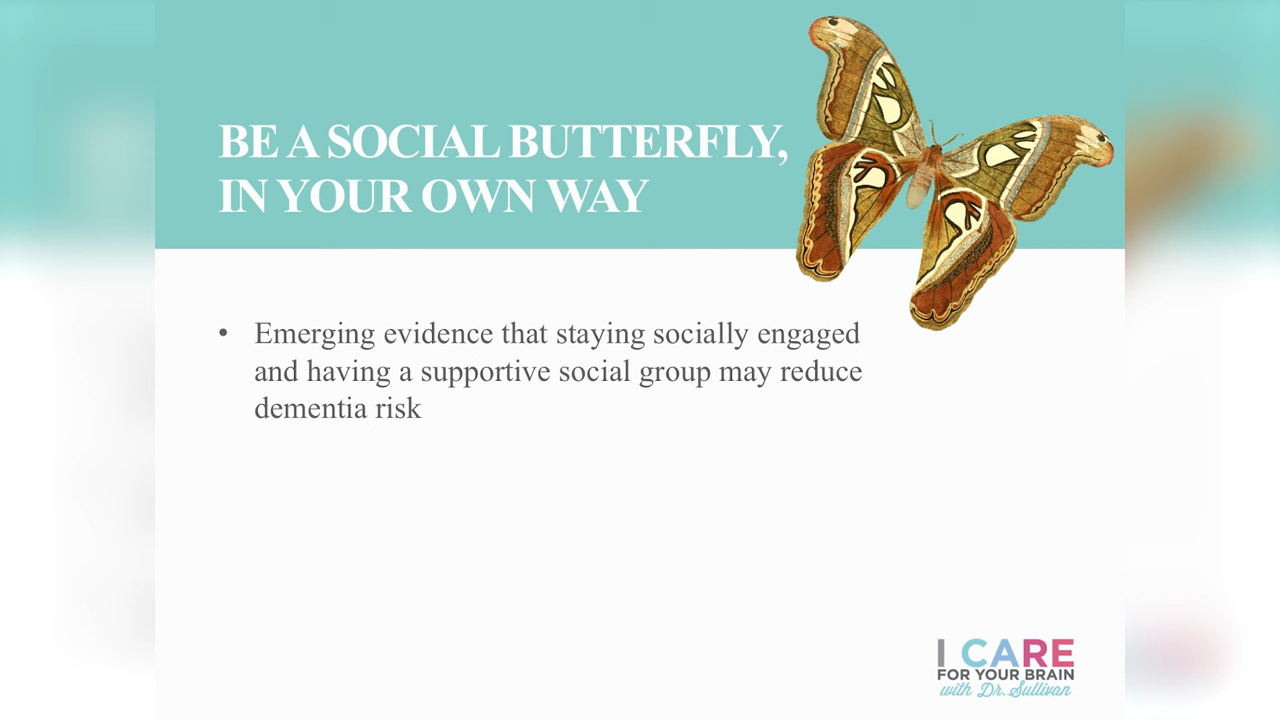 BE A SOCIAL BUTTERFLY,
IN YOUR OWN WAY
• Emerging evidence that staying socially engaged
and having a supportive social group may reduce
dementia risk
I CARE
FOR YOUR BRAIN
with Dr. Sullivan